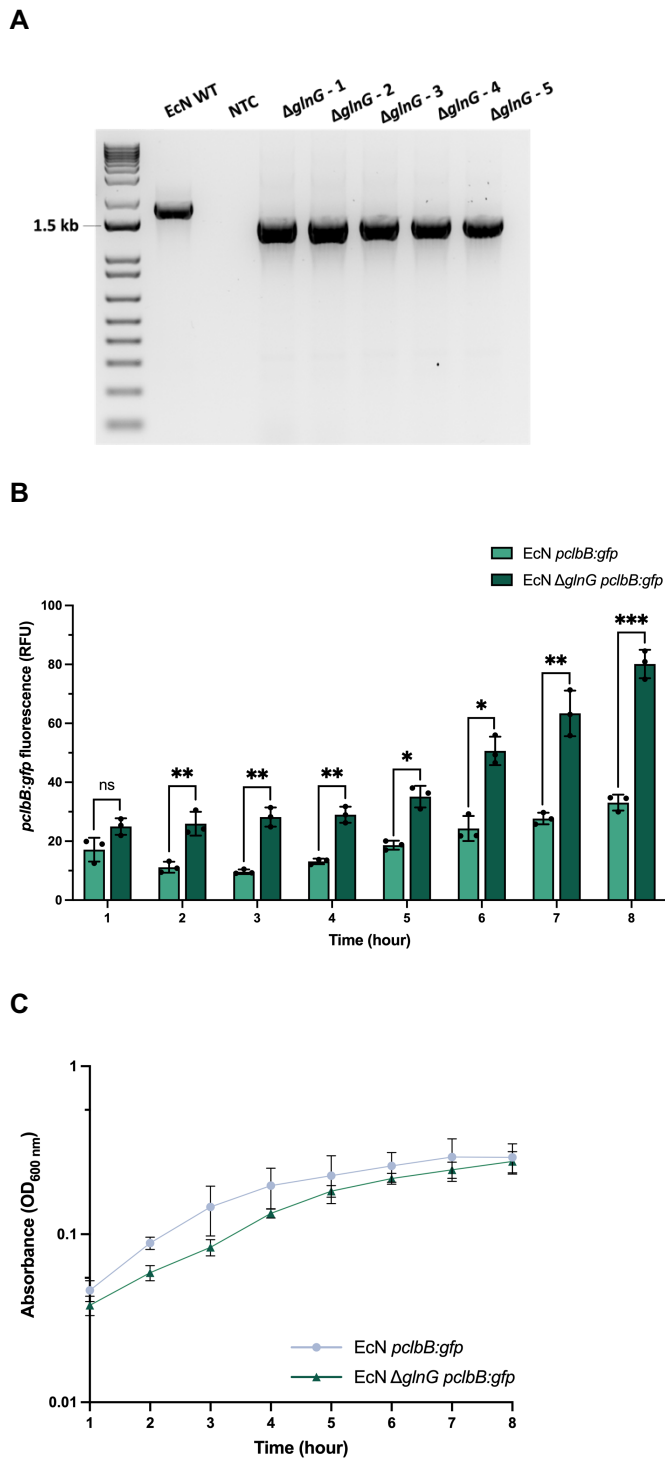 A
EcN WT
NTC
ΔglnG - 1
ΔglnG - 2
ΔglnG - 3
ΔglnG - 4
ΔglnG - 5
1.5 kb
B
EcN pclbB:gfp
EcN ΔglnG pclbB:gfp
pclbB:gfp fluorescence (RFU)
100
80
60
40
20
0
ns
**
**
**
*
*
**
***
1 2 3 4 5 6 7 8
Time (hour)
C
Absorbance (OD600 nm)
1
0.1
0.01
EcN pclbB:gfp
EcN ΔglnG pclbB:gfp
1 2 3 4 5 6 7 8
Time (hour)